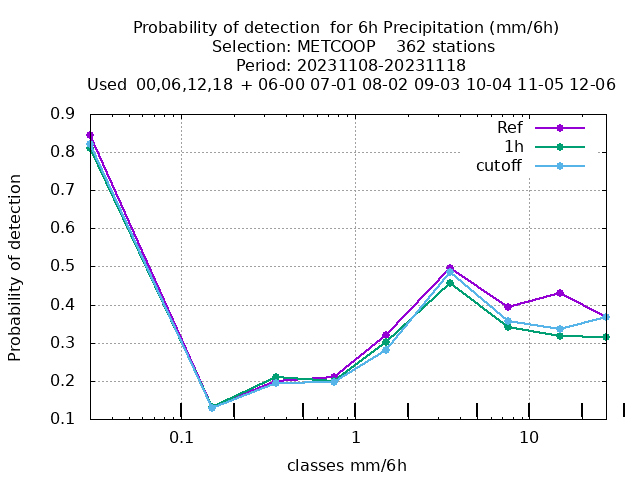 Probability of detection  for 6h Precipitation (mm/6h)
Selection: METCOOP    362 stations
Period: 20231108-20231118
Used  00,06,12,18  + 06-00 07-01 08-02 09-03 10-04 11-05 12-06
Ref
1h
cutoff
0.9
0.8
0.7
0.6
0.5
0.4
0.3
0.2
0.1
Probability of detection
0.1
1
10
classes mm/6h